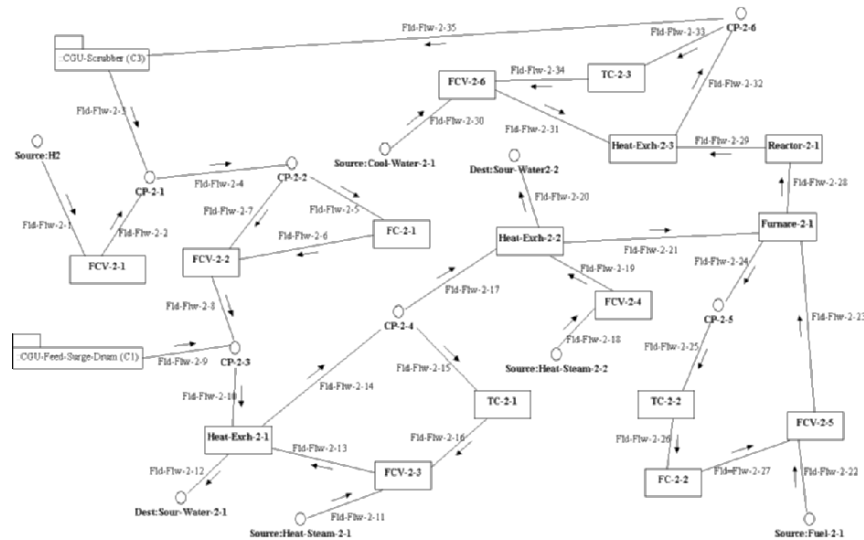 Fld-Flw-2-35
Fld-Flw-2-33
CP-2-6
::CGU-Scrubber (C3)
Fld-Flw-2-34
TC-2-3
FCV-2-6
Fld-Flw-2-32
Fld-Flw-2-3
Fld-Flw-2-30
Fld-Flw-2-31
Source:H2
Source:Cool-Water-2-1
Heat-Exch-2-3
Fld-Flw-2-29
Reactor-2-1
Dest:Sour-Water2-2
CP-2-1
Fld-Flw-2-4
CP-2-2
Fld-Flw-2-28
Fld-Flw-2-20
Fld-Flw-2-7
Fld-Flw-2-5
Fld-Flw-2-1
Fld-Flw-2-2
Fld-Flw-2-6
FC-2-1
Heat-Exch-2-2
Fld-Flw-2-21
Furnace-2-1
FCV-2-1
FCV-2-2
Fld-Flw-2-24
Fld-Flw-2-19
Fld-Flw-2-17
FCV-2-4
Fld-Flw-2-8
CP-2-5
Fld-Flw-2-23
CP-2-4
Fld-Flw-2-18
Fld-Flw-2-25
::CGU-Feed-Surge-Drum (C1)
Fld-Flw-2-9
CP-2-3
Source:Heat-Steam-2-2
Fld-Flw-2-15
Fld-Flw-2-14
Fld-Flw-2-10
TC-2-1
TC-2-2
FCV-2-5
Heat-Exch-2-1
Fld-Flw-2-13
Fld-Flw-2-16
Fld-Flw-2-26
Fld-Flw-2-12
FCV-2-3
FC-2-2
Fld=Flw-2-27
Fld-Flw-2-22
Dest:Sour-Water-2-1
Fld-Flw-2-11
Source:Heat-Steam-2-1
Source:Fuel-2-1